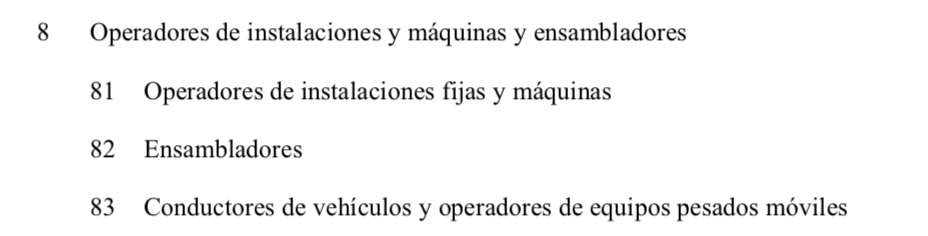 8 Operadores de instalaciones y máquinas y ensambladores
81 Operadores de instalaciones fijas y máquinas
82 Ensambladores
83 Conductores de vehículos y operadores de equipos pesados móviles